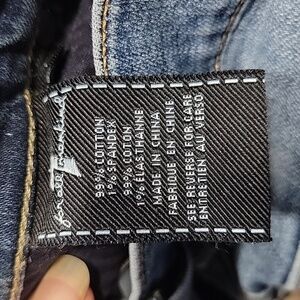 7
for all mankind
99% COTTON
1% SPANDEX
99% COTON
1% ELASTHANNE
MADE IN CHINA
FABRIQUE EN CHINE
SEE REVERSE FOR CARE
ENTRETIEN AU VERSO